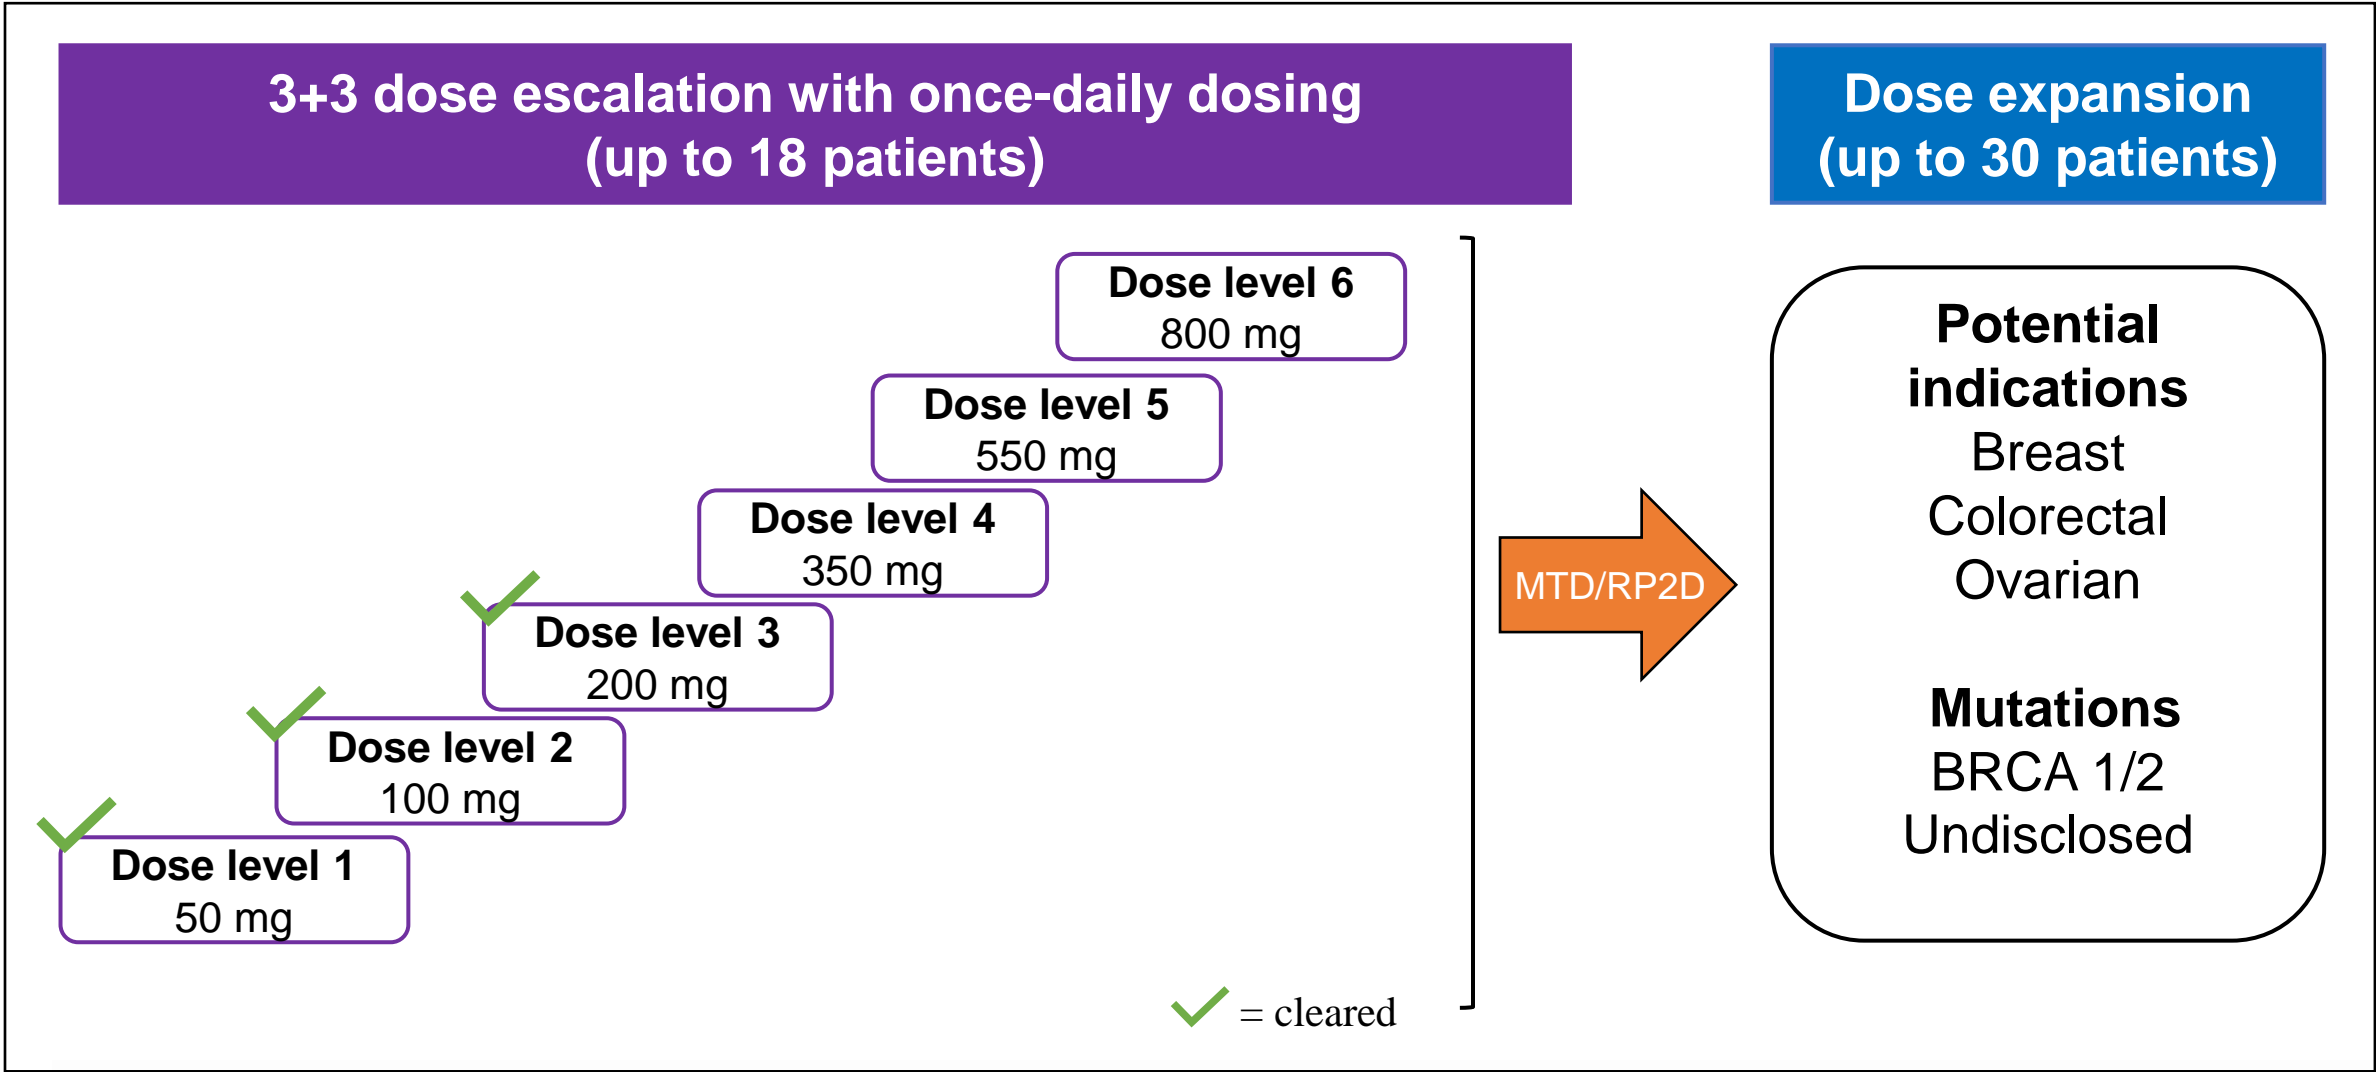 3+3 dose escalation with once-daily dosing
(up to 18 patients)
Dose expansion
(up to 30 patients)
Dose level 6
800 mg
Dose level 5
550 mg
Dose level 4
350 mg
Dose level 3
200 mg
Dose level 2
100 mg
Dose level 1
50 mg
= cleared
MTD/RP2D
Potential
indications
Breast
Colorectal
Ovarian
Mutations
BRCA 1/2
Undisclosed